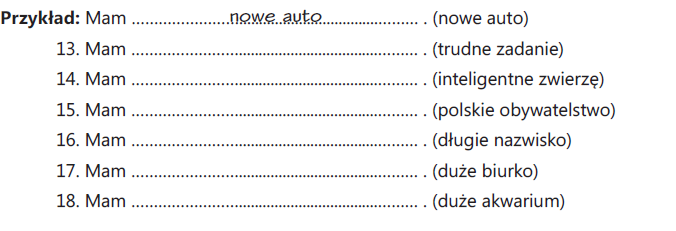 Przykład: Mam ......................nowe auto...................... . (nowe auto)
13. Mam ................................................................ . (trudne zadanie)
14. Mam ................................................................ . (inteligentne zwierzę)
15. Mam ................................................................ . (polskie obywatelstwo)
16. Mam ................................................................ . (długie nazwisko)
17. Mam ................................................................ . (duże biurko)
18. Mam ................................................................ . (duże akwarium)